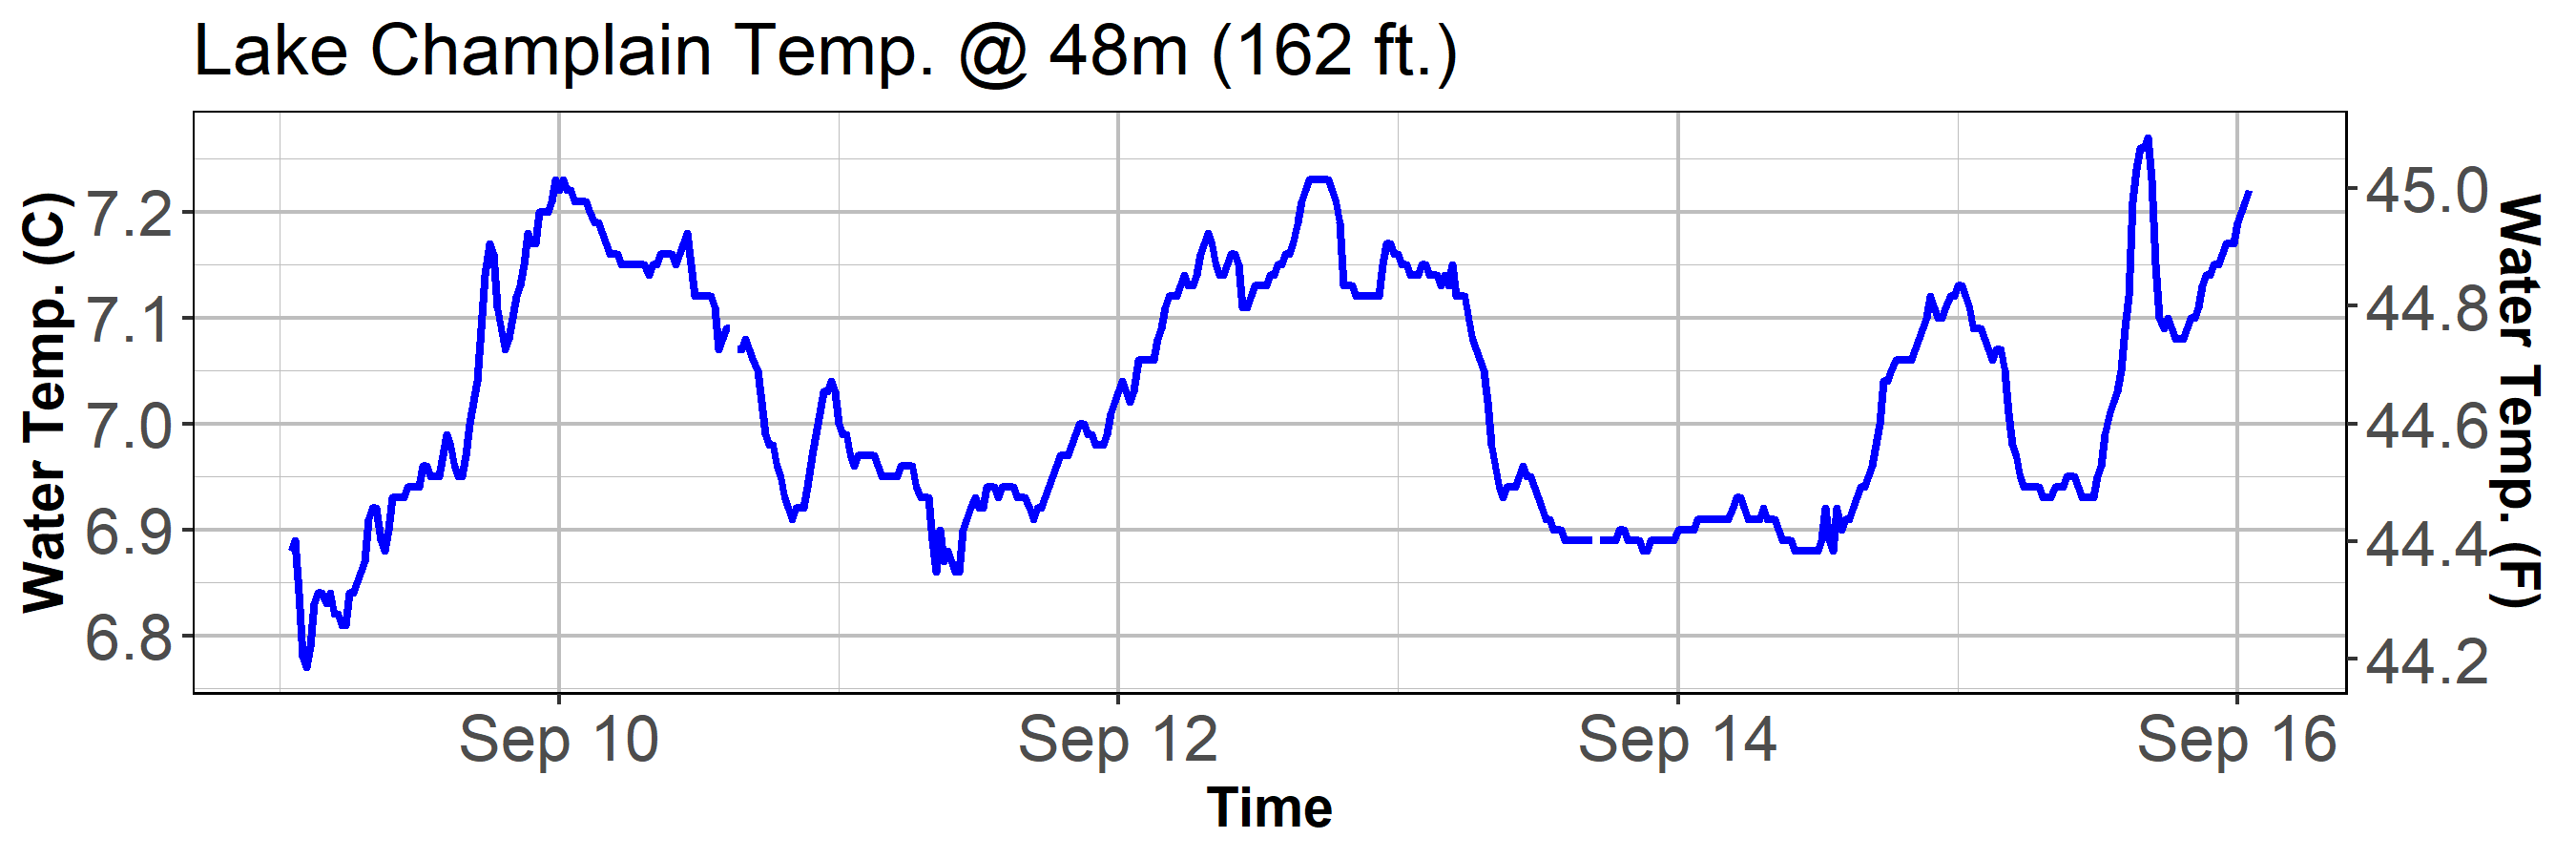 Lake Champlain Temp. @ 48m (162 ft.)
Water Temp. (C)
7.2
7.1
7.0
6.9
6.8
45.0
44.8
44.6
44.4
44.2
Water Temp. (F)
Sep 10
Sep 12
Sep 14
Sep 16
Time